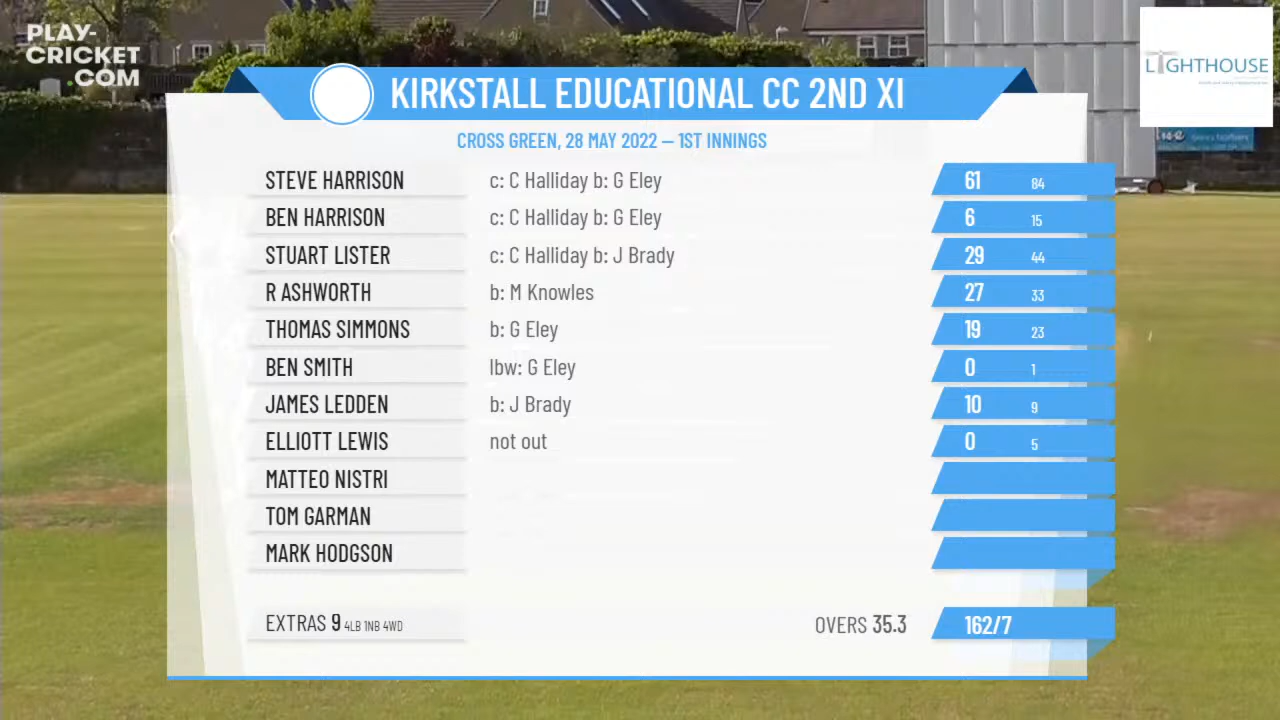 PLAY-
CRICKET
.COM
LIGHTHOUSE
KIRKSTALL EDUCATIONAL CC 2ND XI
CROSS GREEN, 28 MAY 2022 – 1ST INNINGS
STEVE HARRISON c: C Halliday b: G Eley 61 84
BEN HARRISON c: C Halliday b: G Eley 6 15
STUART LISTER c: C Halliday b: J Brady 29 44
R ASHWORTH b: M Knowles 27 33
THOMAS SIMMONS b: G Eley 19 23
BEN SMITH lbw: G Eley 0 1
JAMES LEDDEN b: J Brady 10 9
ELLIOTT LEWIS not out 0 5
MATTEO NISTRI
TOM GARMAN
MARK HODGSON
EXTRAS 9 4LB 1NB 4WD OVERS 35.3 162/7